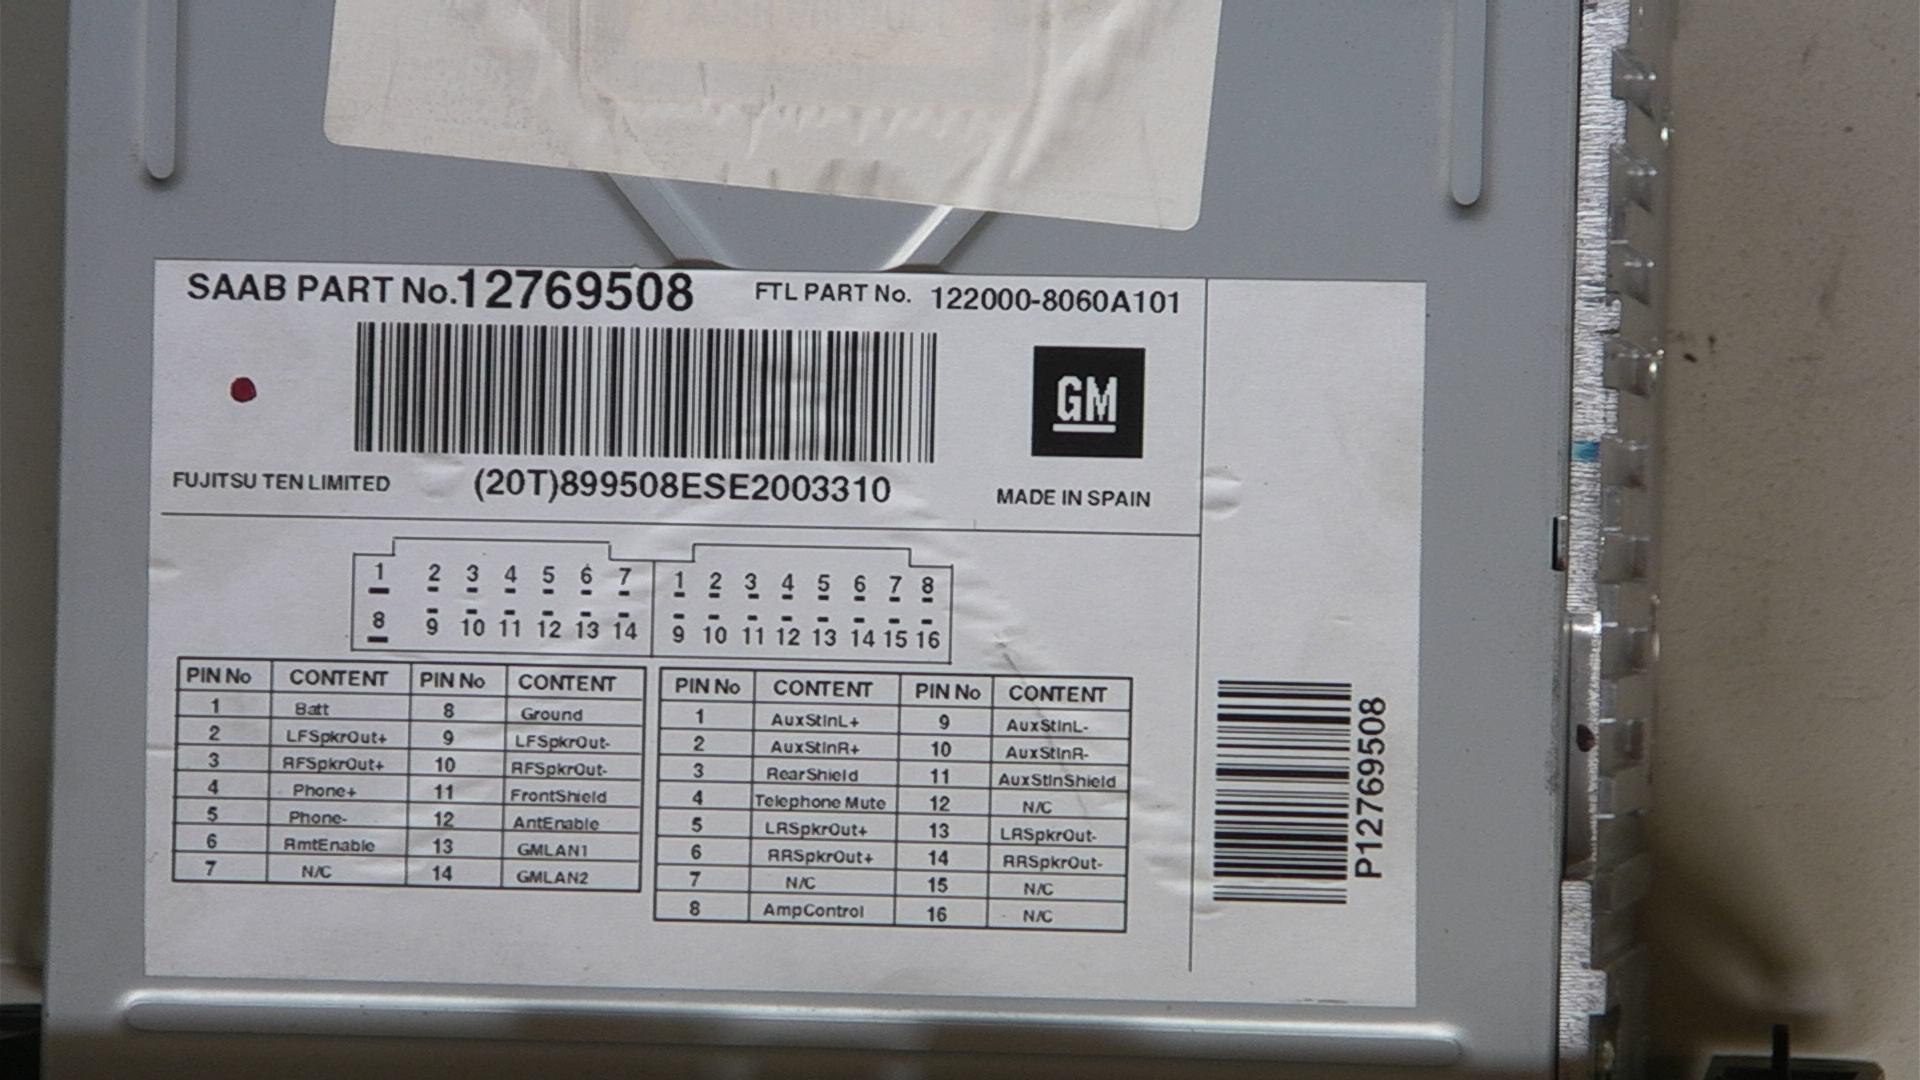 SAAB PART No.12769508 FTL PART No. 122000-8060A101
GM
FUJITSU TEN LIMITED (20T)899508ESE2003310 MADE IN SPAIN
1 2 3 4 5 6 7 1 2 3 4 5 6 7 8
8 9 10 11 12 13 14 9 10 11 12 13 14 15 16
PIN No CONTENT PIN No CONTENT
1 Batt 8 Ground
2 LFSpkrOut+ 9 LFSpkrOut-
3 RFSpkrOut+ 10 RFSpkrOut-
4 Phone+ 11 FrontShield
5 Phone- 12 AntEnable
6 RmtEnable 13 GMLAN1
7 N/C 14 GMLAN2
PIN No CONTENT PIN No CONTENT
1 AuxStInL+ 9 AuxStInL-
2 AuxStInR+ 10 AuxStInR-
3 RearShield 11 AuxStInShield
4 Telephone Mute 12 N/C
5 LRSpkrOut+ 13 LRSpkrOut-
6 RRSpkrOut+ 14 RRSpkrOut-
7 N/C 15 N/C
8 AmpControl 16 N/C
P12769508